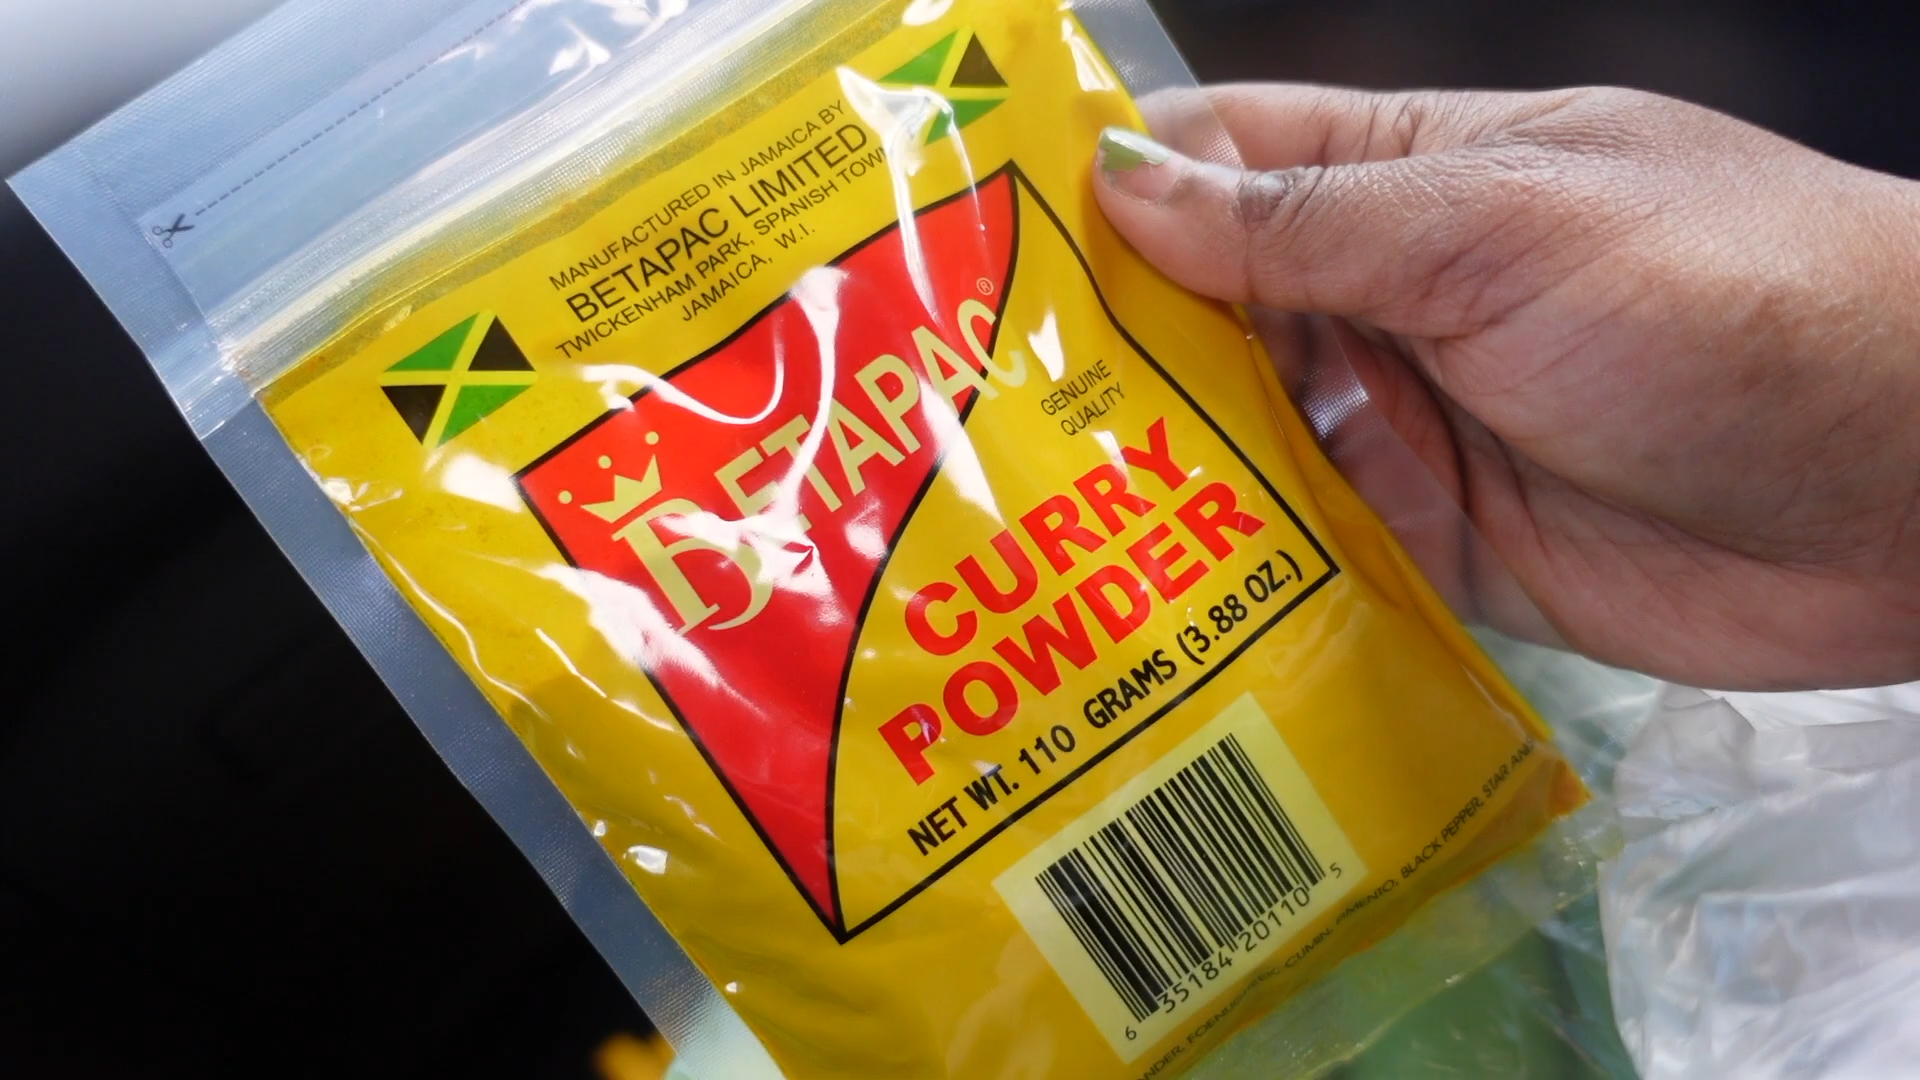 MANUFACTURED IN JAMAICA BY
BETAPAC LIMITED
TWICKENHAM PARK, SPANISH TOWN
JAMAICA, W.I.
BETAPAC®
GENUINE
QUALITY
CURRY
POWDER
NET WT. 110 GRAMS (3.88 OZ.)
6 35184 20110 5
CUMIN, PIMENTO, BLACK PEPPER, STAR